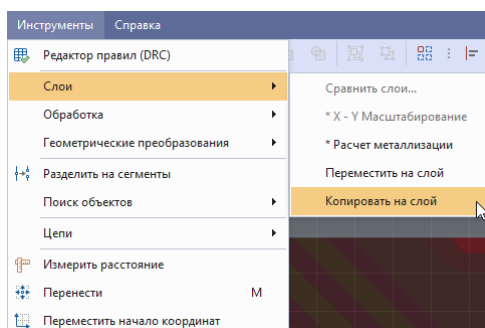 Инструменты Справка
Редактор правил (DRC)
Слои
Обработка
Геометрические преобразования
Разделить на сегменты
Поиск объектов
Цепи
Измерить расстояние
Перенести M
Переместить начало координат
Сравнить слои...
* X - Y Масштабирование
* Расчет металлизации
Переместить на слой
Копировать на слой